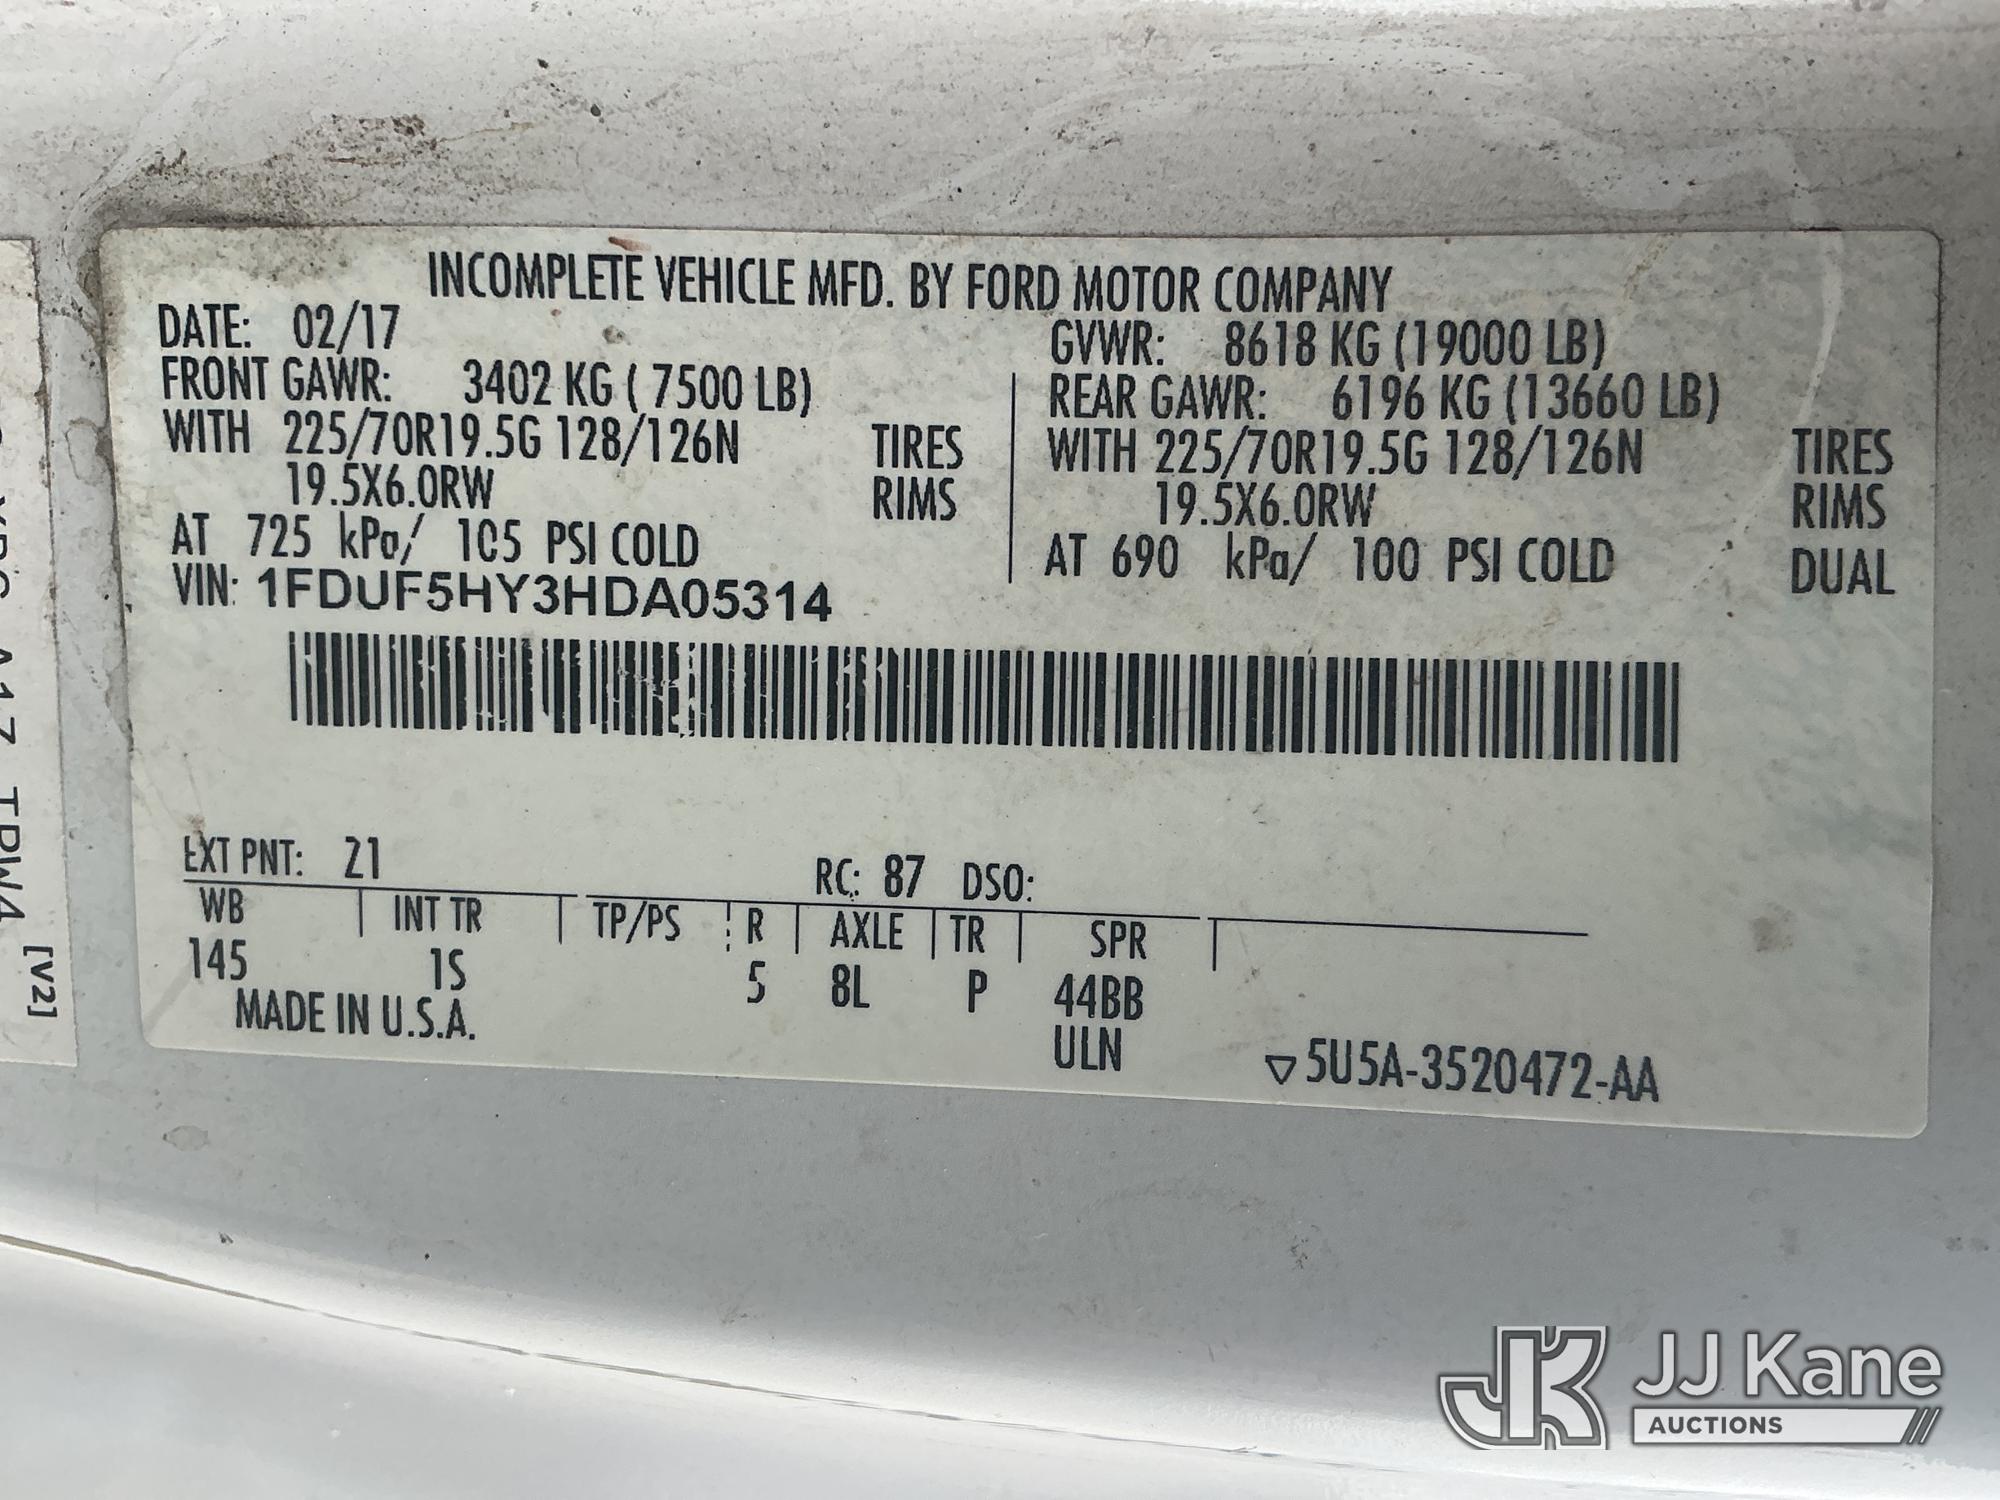 INCOMPLETE VEHICLE MFD. BY FORD MOTOR COMPANY
DATE: 02/17 GVWR: 8618 KG (19000 LB)
FRONT GAWR: 3402 KG ( 7500 LB) REAR GAWR: 6196 KG (13660 LB)
WITH 225/70R19.5G 128/126N TIRES WITH 225/70R19.5G 128/126N TIRES
19.5X6.0RW RIMS 19.5X6.0RW RIMS
AT 725 kPa/ 105 PSI COLD AT 690 kPa/ 100 PSI COLD DUAL
VIN: 1FDUF5HY3HDA05314
EXT PNT: Z1 RC: 87 DSO:
WB INT TR TP/PS R AXLE TR SPR
145 1S 5 8L P 44BB
MADE IN U.S.A. ULN ▽5U5A-3520472-AA
[V2]
JK JJ Kane
AUCTIONS